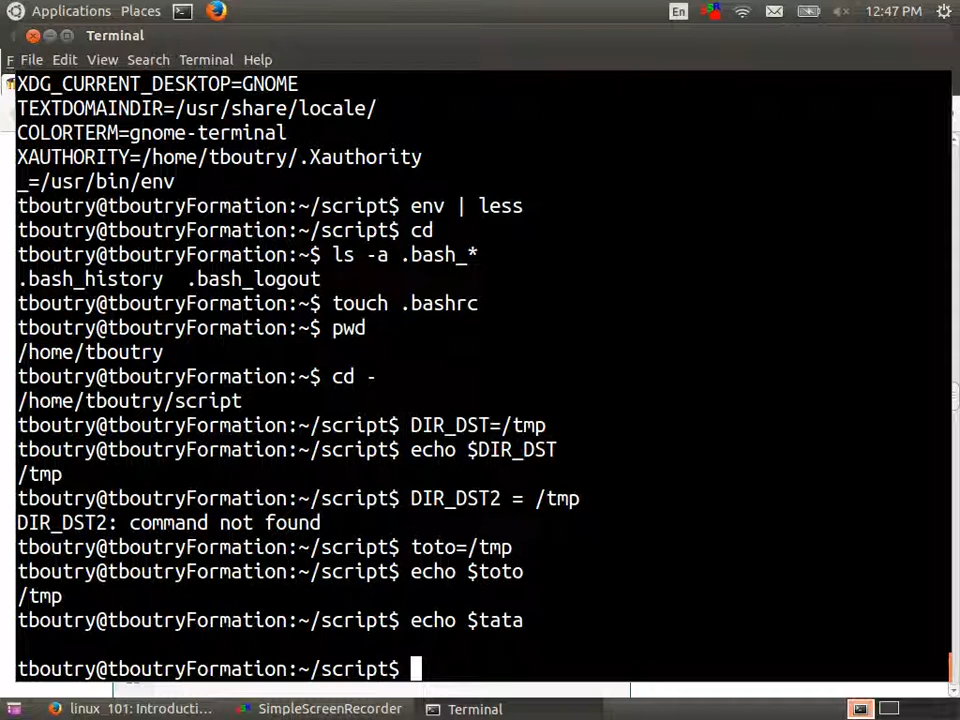 Applications Places En 12:47 PM
Terminal
F File Edit View Search Terminal Help
XDG_CURRENT_DESKTOP=GNOME
TEXTDOMAINDIR=/usr/share/locale/
COLORTERM=gnome-terminal
XAUTHORITY=/home/tboutry/.Xauthority
_=/usr/bin/env
tboutry@tboutryFormation:~/script$ env | less
tboutry@tboutryFormation:~/script$ cd
tboutry@tboutryFormation:~$ ls -a .bash_*
.bash_history  .bash_logout
tboutry@tboutryFormation:~$ touch .bashrc
tboutry@tboutryFormation:~$ pwd
/home/tboutry
tboutry@tboutryFormation:~$ cd -
/home/tboutry/script
tboutry@tboutryFormation:~/script$ DIR_DST=/tmp
tboutry@tboutryFormation:~/script$ echo $DIR_DST
/tmp
tboutry@tboutryFormation:~/script$ DIR_DST2 = /tmp
DIR_DST2: command not found
tboutry@tboutryFormation:~/script$ toto=/tmp
tboutry@tboutryFormation:~/script$ echo $toto
/tmp
tboutry@tboutryFormation:~/script$ echo $tata
tboutry@tboutryFormation:~/script$
linux_101: Introducti... SimpleScreenRecorder Terminal